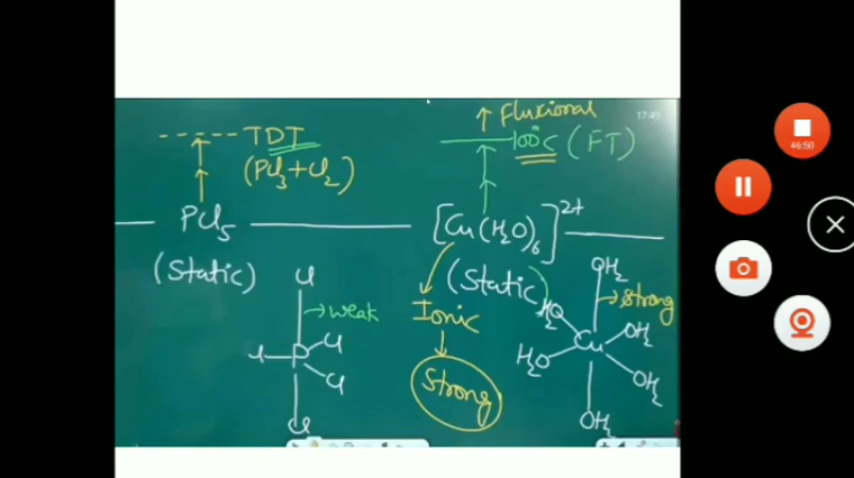 ↑ Fluxional
17:45
------ TDT
100°C (FT)
(PCl3 + Cl2)
PCl5
[Cu(H2O)6]2+
(Static)
(Static)
Cl
→ weak
Cl
P
Cl
Cl
Cl
Ionic
Strong
OH2
→ strong
H2O
OH2
Cu
H2O
OH2
OH2
46:50